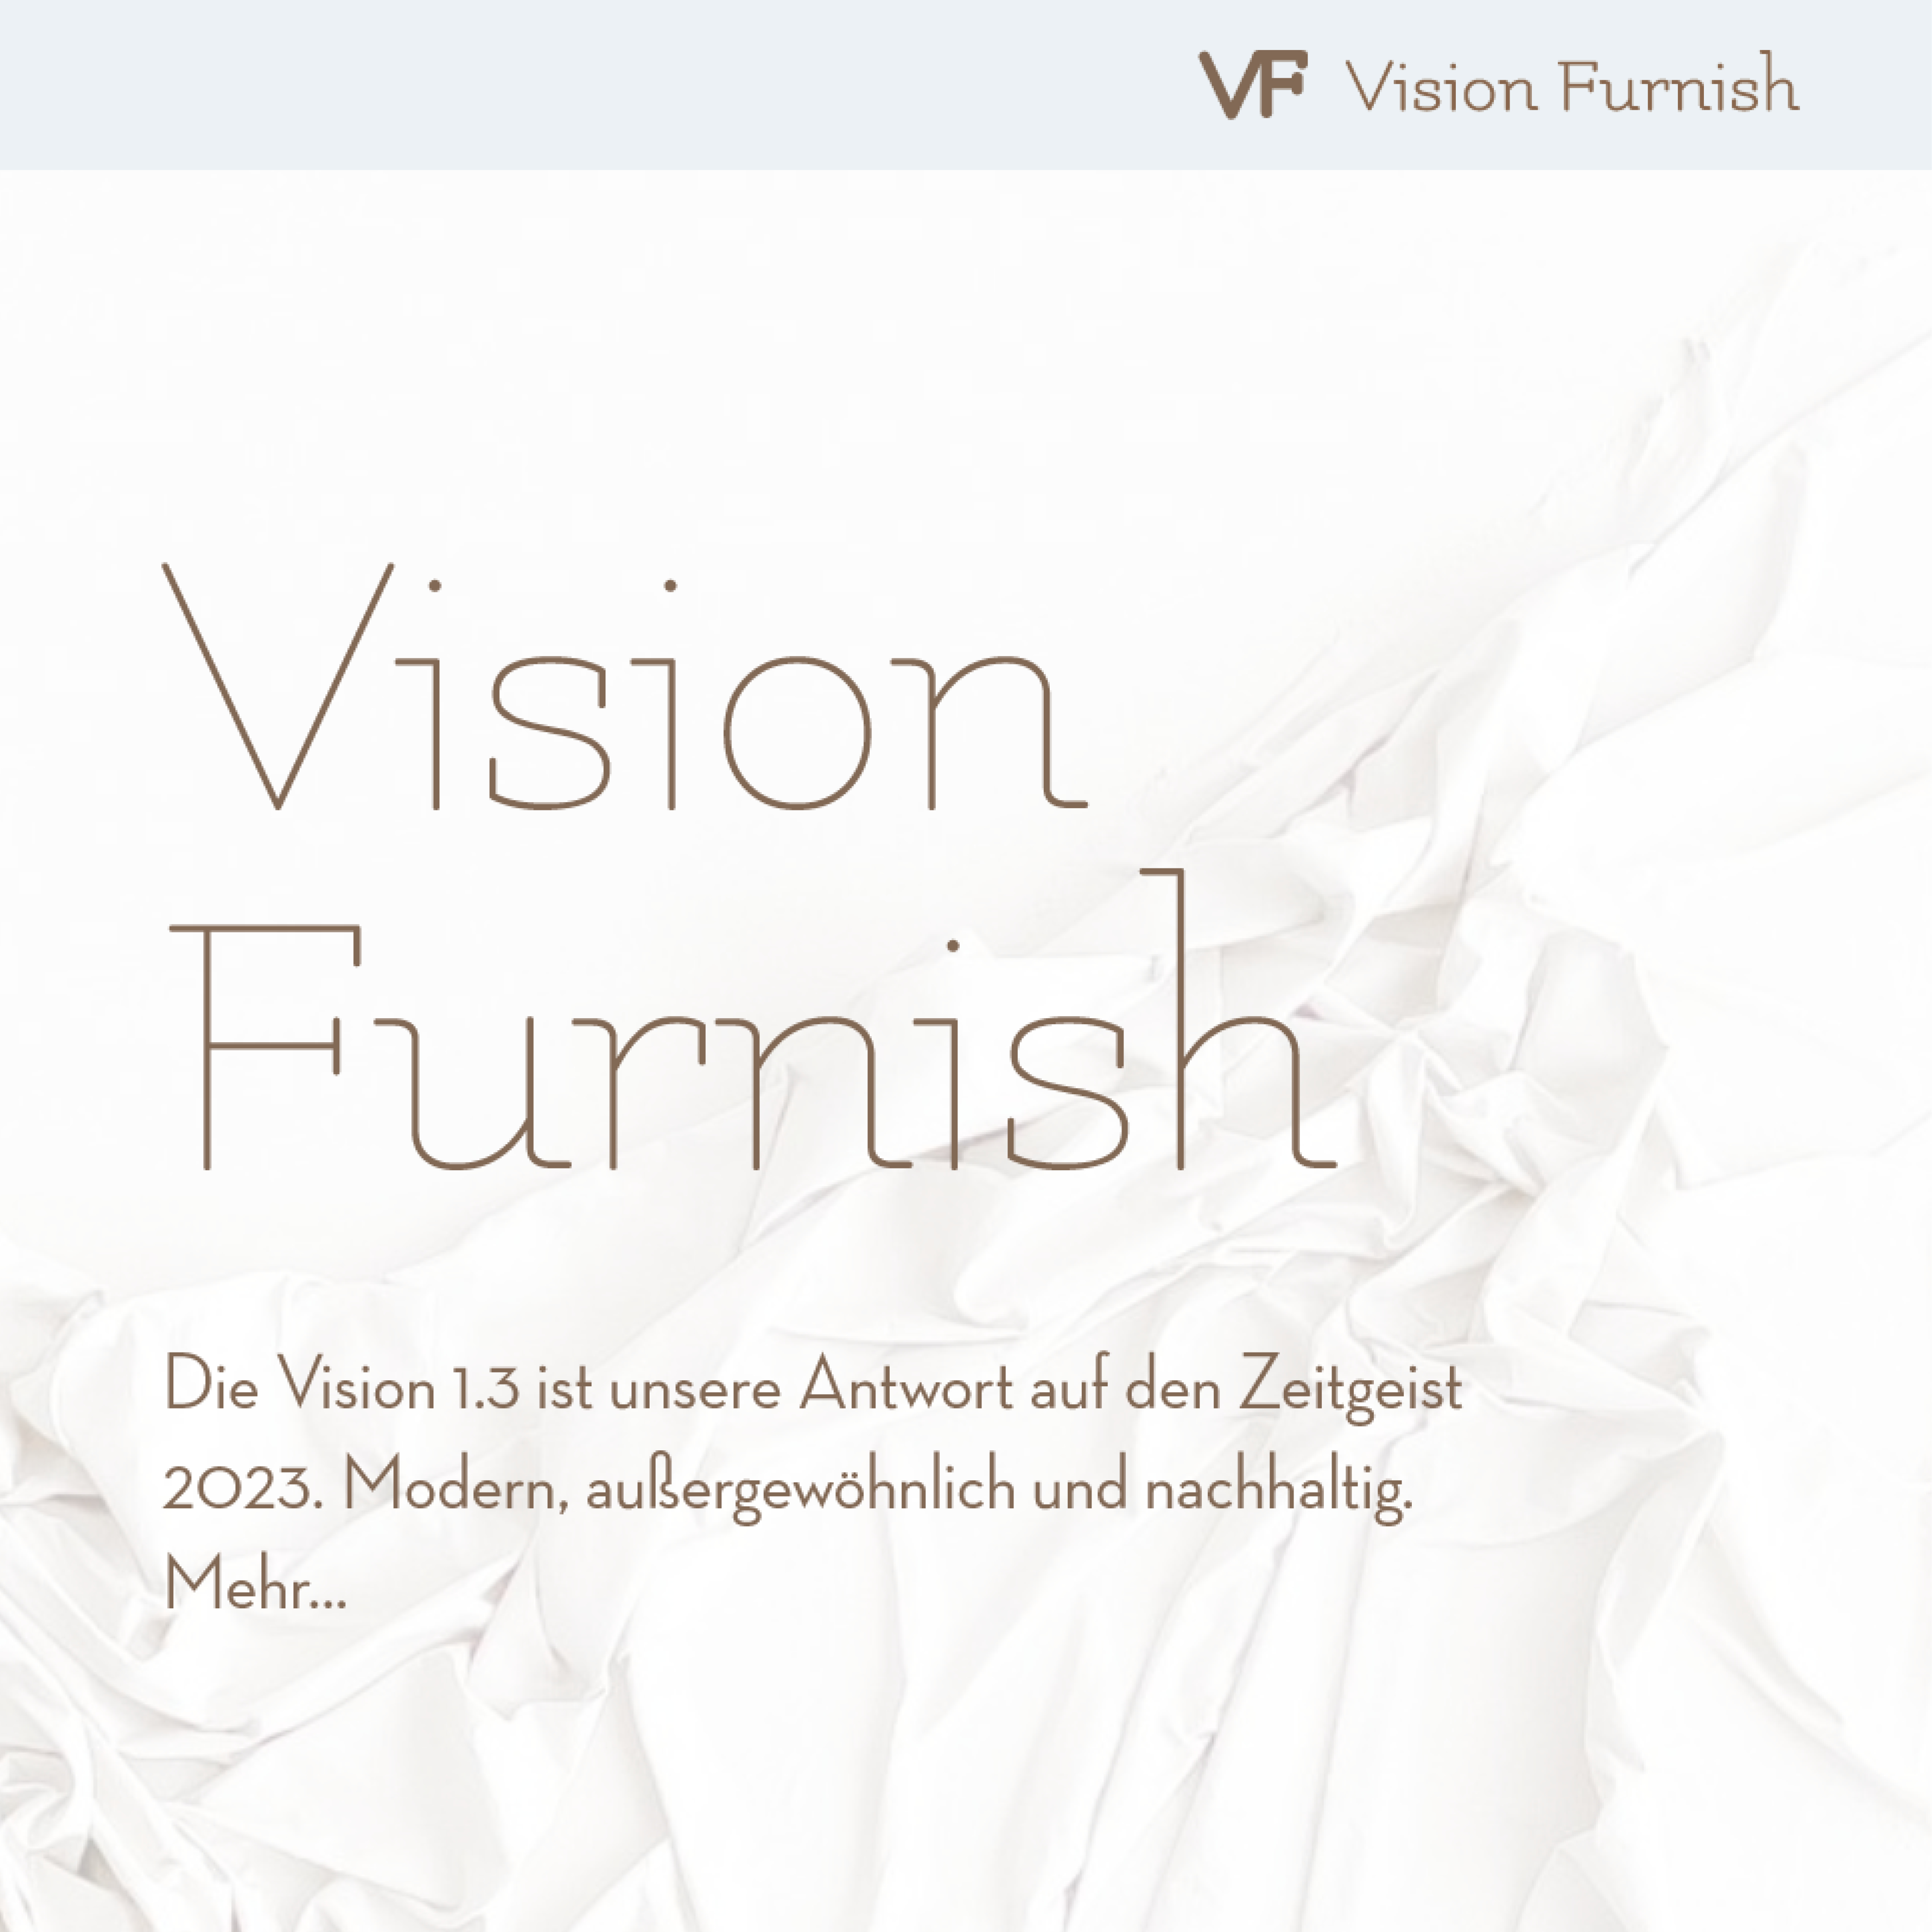 VF Vision Furnish
Vision
Furnish
Die Vision 1.3 ist unsere Antwort auf den Zeitgeist
2023. Modern, außergewöhnlich und nachhaltig.
Mehr...